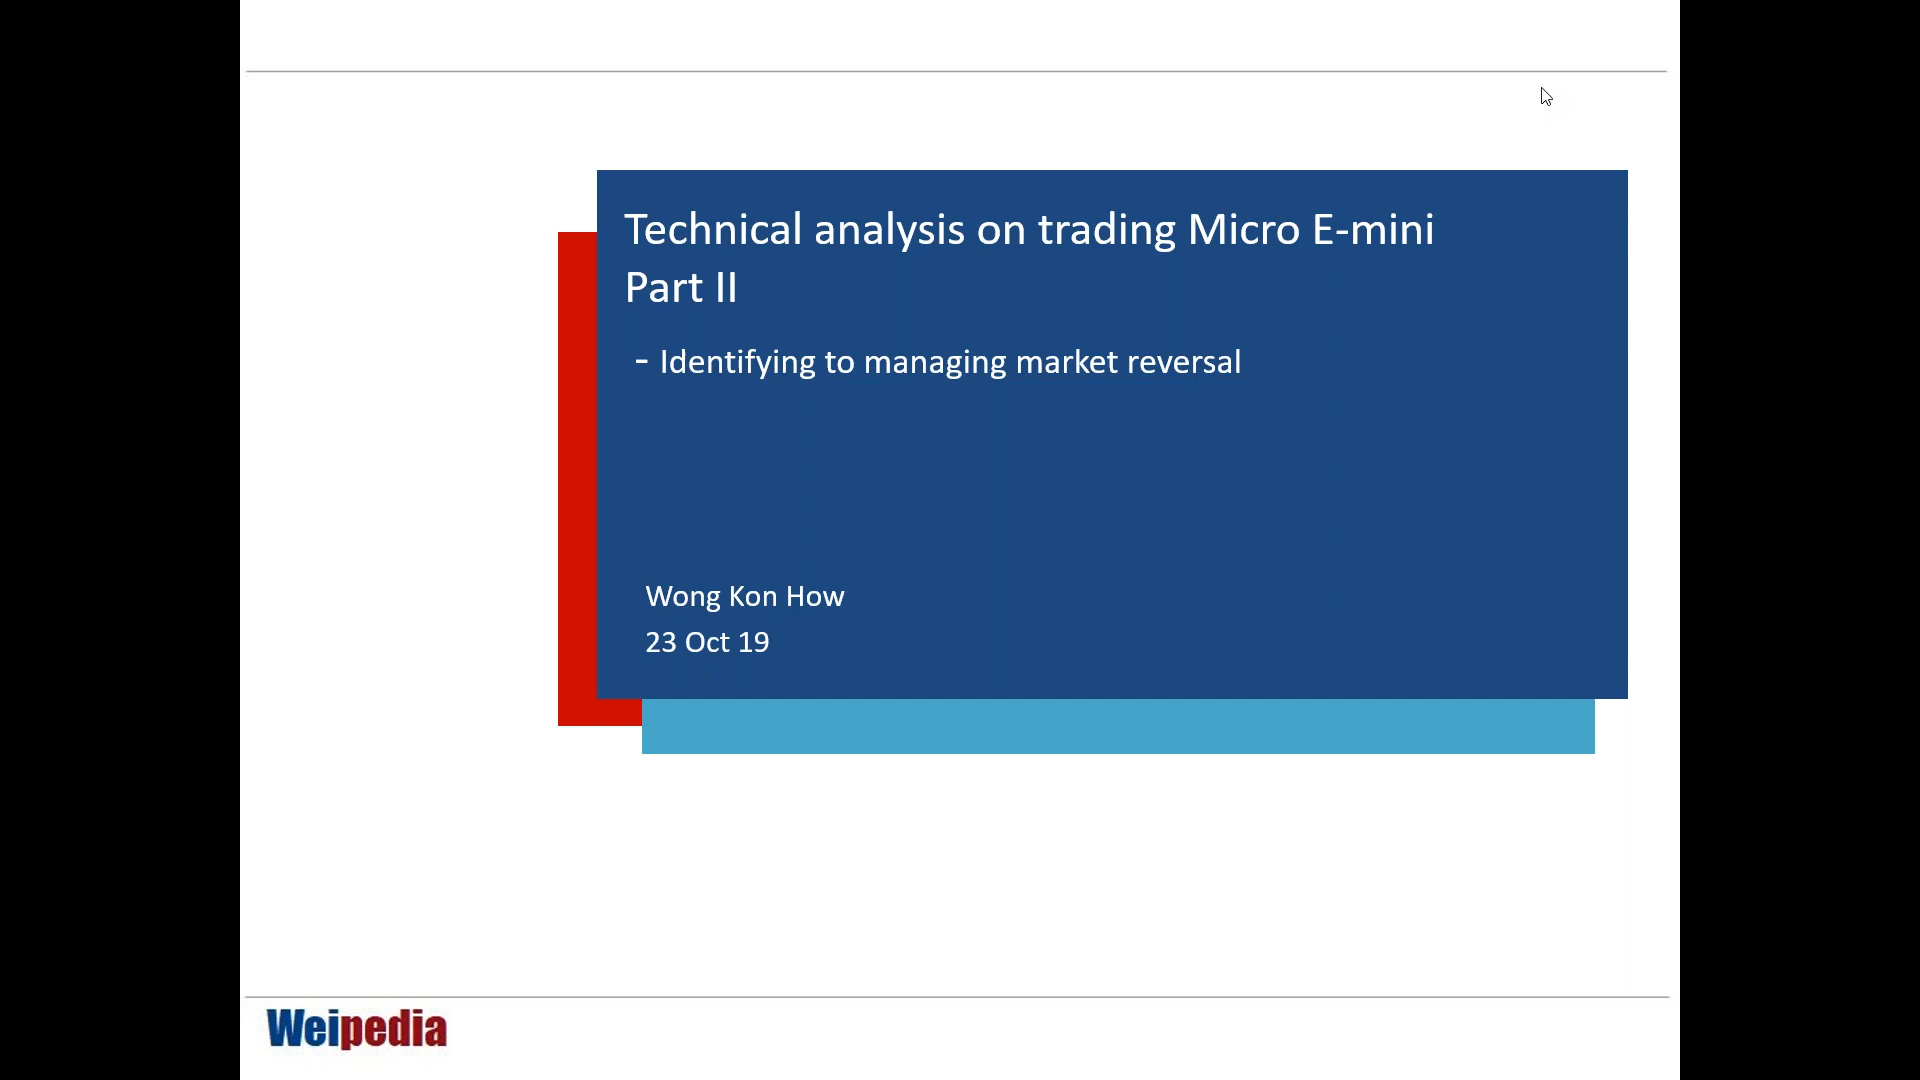 Technical analysis on trading Micro E-mini
Part II
- Identifying to managing market reversal
Wong Kon How
23 Oct 19
Weipedia